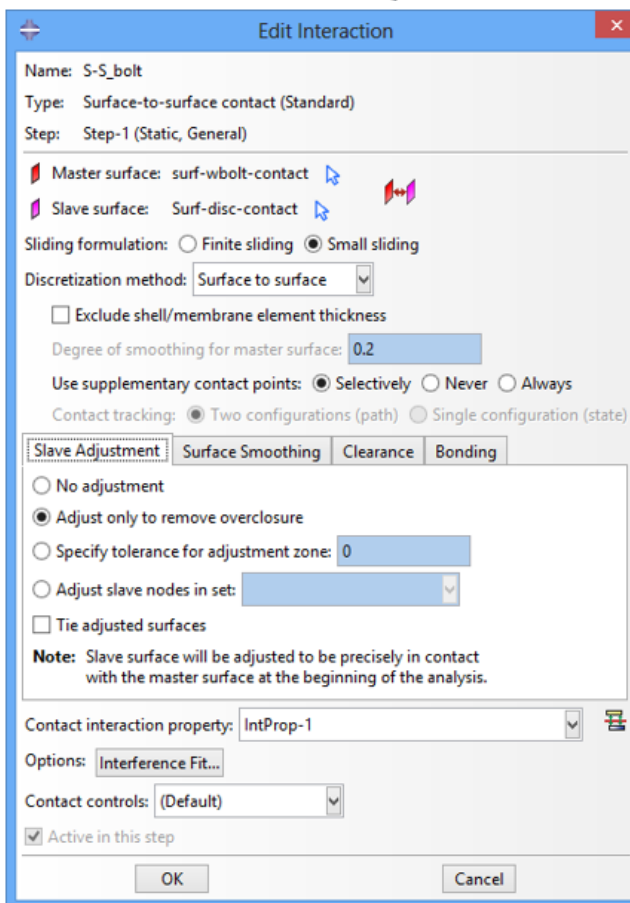 Edit Interaction
Name: S-S_bolt
Type: Surface-to-surface contact (Standard)
Step: Step-1 (Static, General)
Master surface: surf-wbolt-contact
Slave surface: Surf-disc-contact
Sliding formulation: Finite sliding Small sliding
Discretization method: Surface to surface
Exclude shell/membrane element thickness
Degree of smoothing for master surface: 0.2
Use supplementary contact points: Selectively Never Always
Contact tracking: Two configurations (path) Single configuration (state)
Slave Adjustment Surface Smoothing Clearance Bonding
No adjustment
Adjust only to remove overclosure
Specify tolerance for adjustment zone: 0
Adjust slave nodes in set:
Tie adjusted surfaces
Note: Slave surface will be adjusted to be precisely in contact
with the master surface at the beginning of the analysis.
Contact interaction property: IntProp-1
Options: Interference Fit...
Contact controls: (Default)
Active in this step
OK Cancel